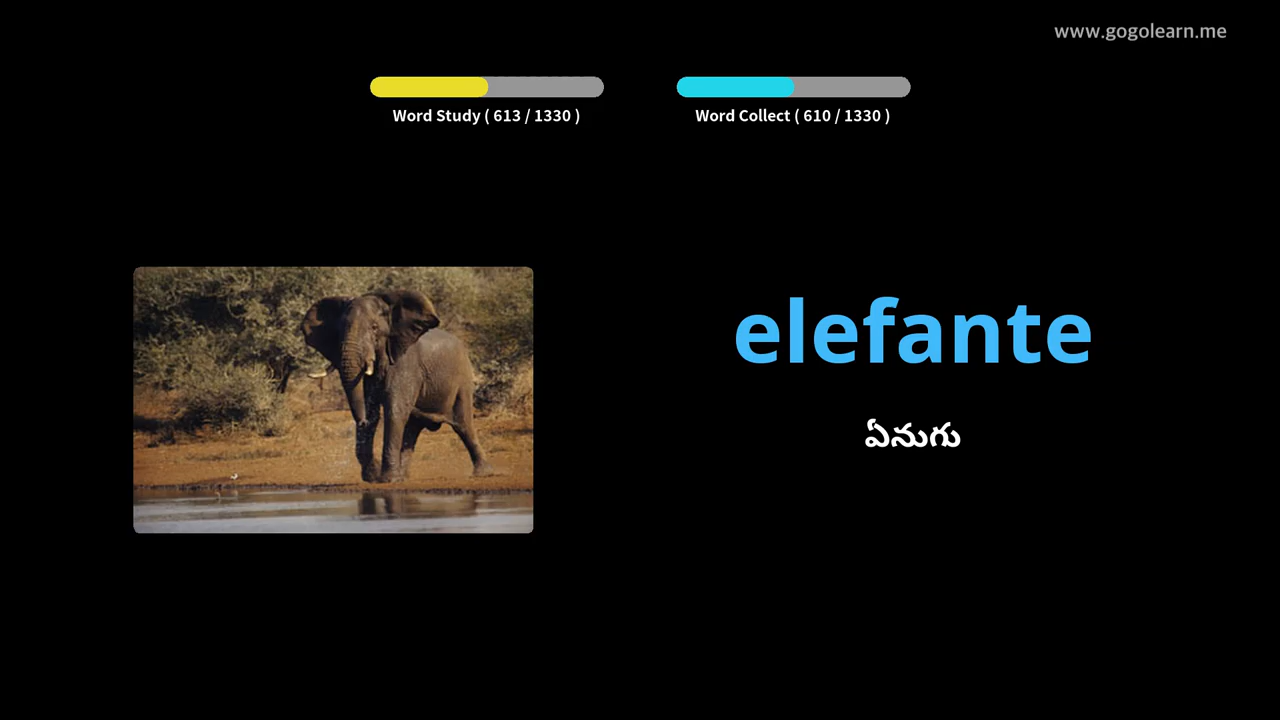 www.gogolearn.me
Word Study ( 613 / 1330 )
Word Collect ( 610 / 1330 )
elefante
ఏనుగు